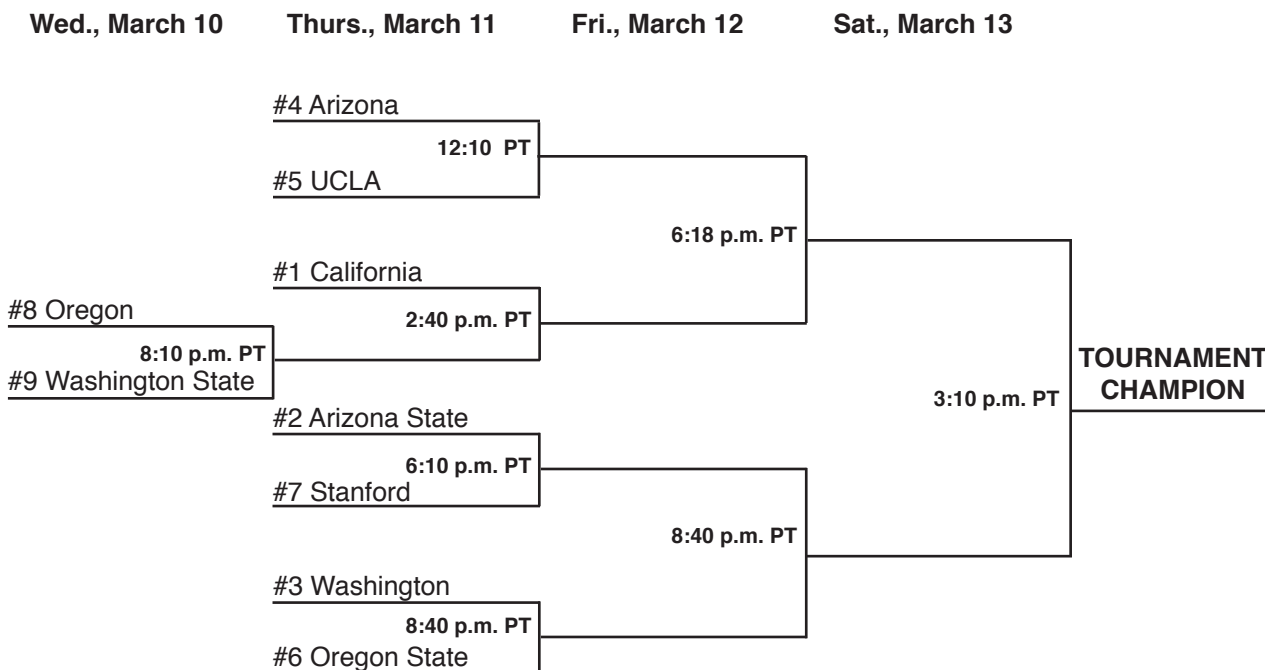 Wed., March 10
Thurs., March 11
Fri., March 12
Sat., March 13
#4 Arizona
12:10 PT
#5 UCLA
6:18 p.m. PT
#1 California
#8 Oregon
2:40 p.m. PT
8:10 p.m. PT
#9 Washington State
TOURNAMENT
CHAMPION
3:10 p.m. PT
#2 Arizona State
6:10 p.m. PT
#7 Stanford
8:40 p.m. PT
#3 Washington
8:40 p.m. PT
#6 Oregon State